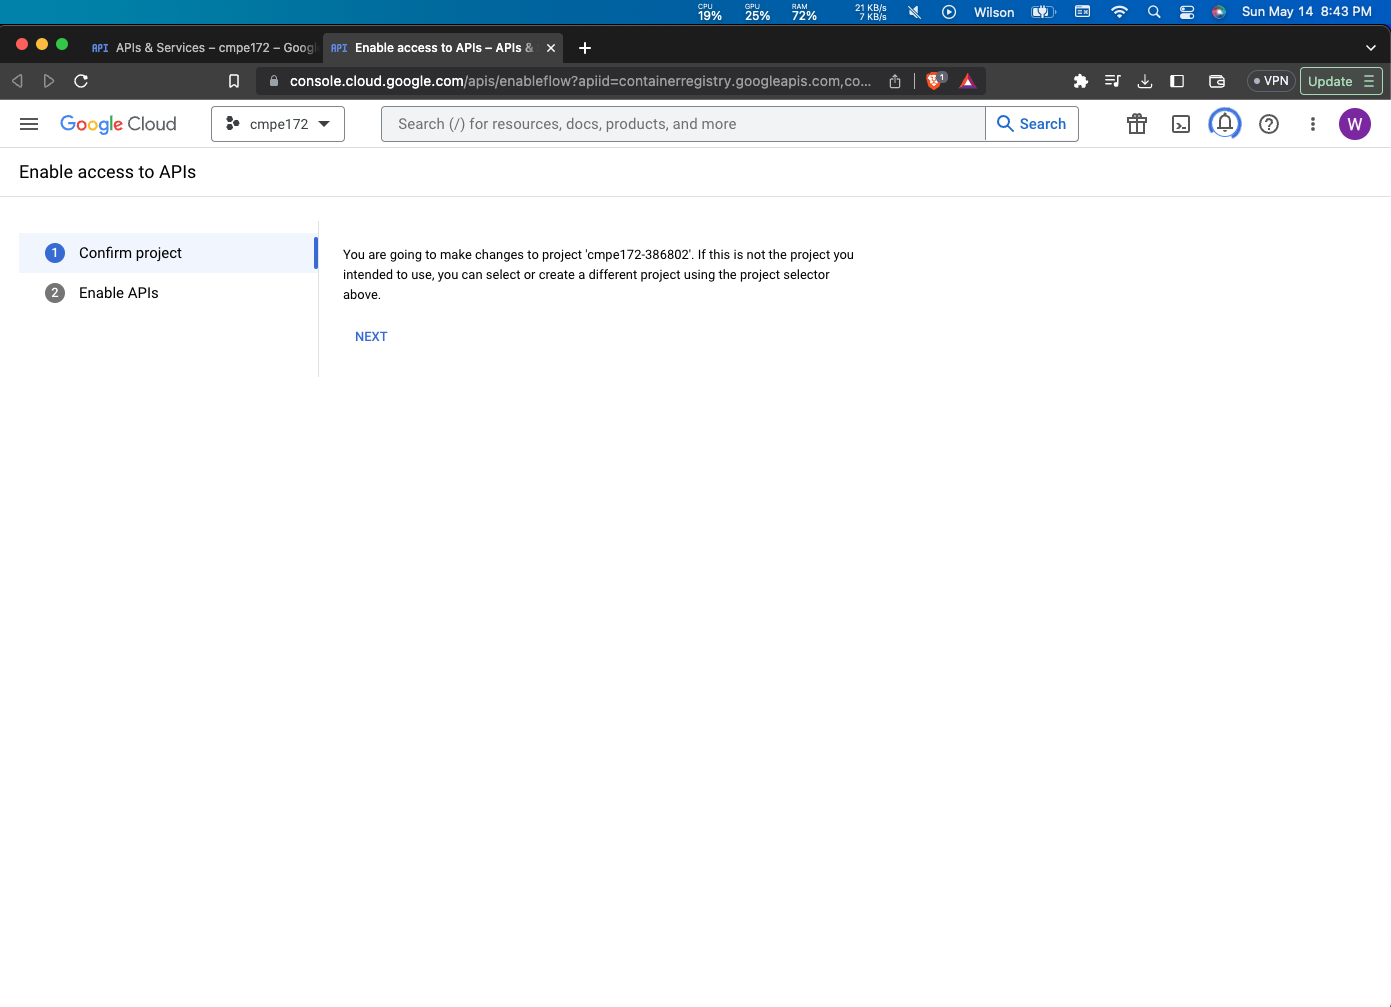 CPU
19%
GPU
25%
RAM
72%
21 KB/s
7 KB/s
Wilson
Sun May 14 8:43 PM
API APIs & Services – cmpe172 – Googl
API Enable access to APIs – APIs &
console.cloud.google.com/apis/enableflow?apiid=containerregistry.googleapis.com,co...
1
VPN
Update
Google Cloud
cmpe172
Search (/) for resources, docs, products, and more
Search
W
Enable access to APIs
1 Confirm project
2 Enable APIs
You are going to make changes to project 'cmpe172-386802'. If this is not the project you
intended to use, you can select or create a different project using the project selector
above.
NEXT